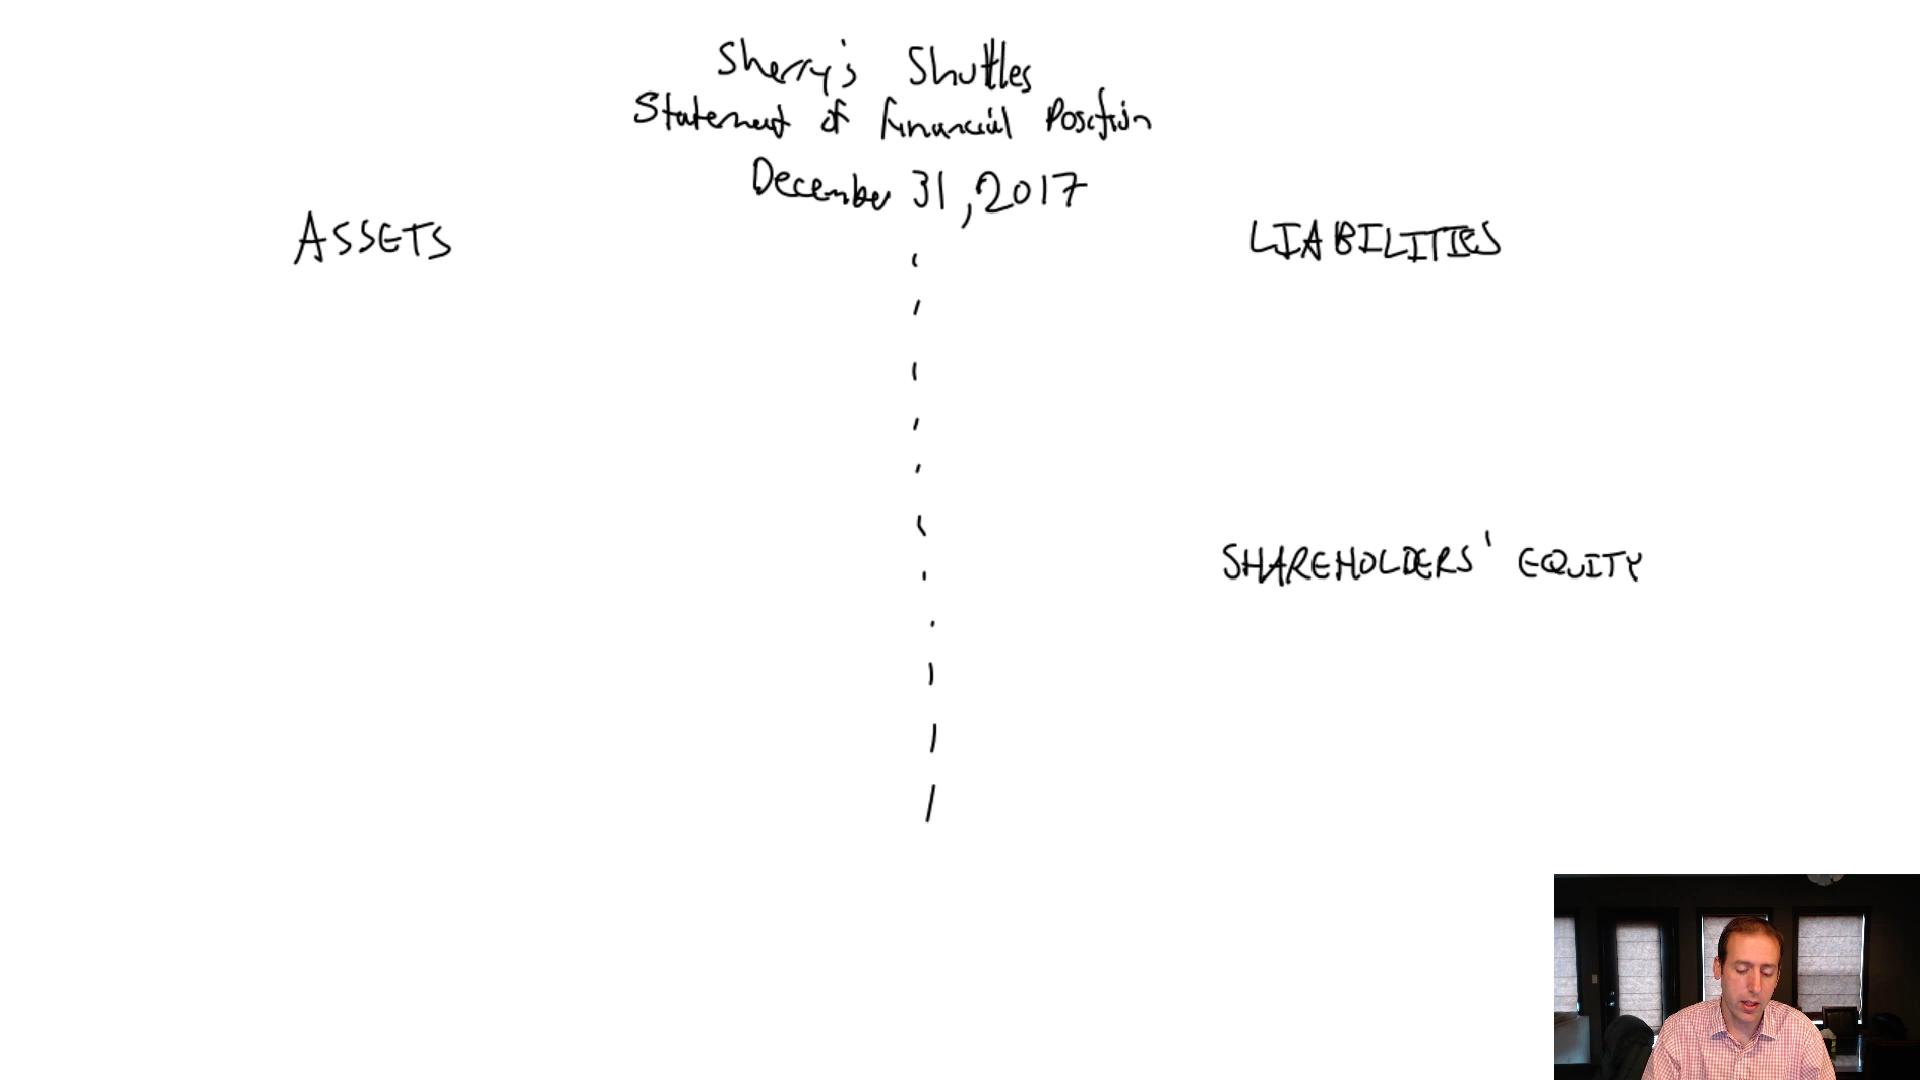 Sherry's Shuttles
Statement of Financial Position
December 31, 2017
ASSETS
LIABILITIES
SHAREHOLDERS' EQUITY